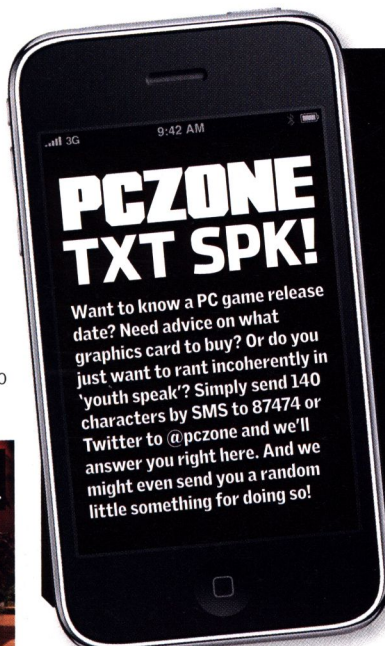 3G
9:42 AM
PCZONE
TXT SPK!
Want to know a PC game release
date? Need advice on what
graphics card to buy? Or do you
just want to rant incoherently in
'youth speak'? Simply send 140
characters by SMS to 87474 or
Twitter to @pczone and we'll
answer you right here. And we
might even send you a random
little something for doing so!